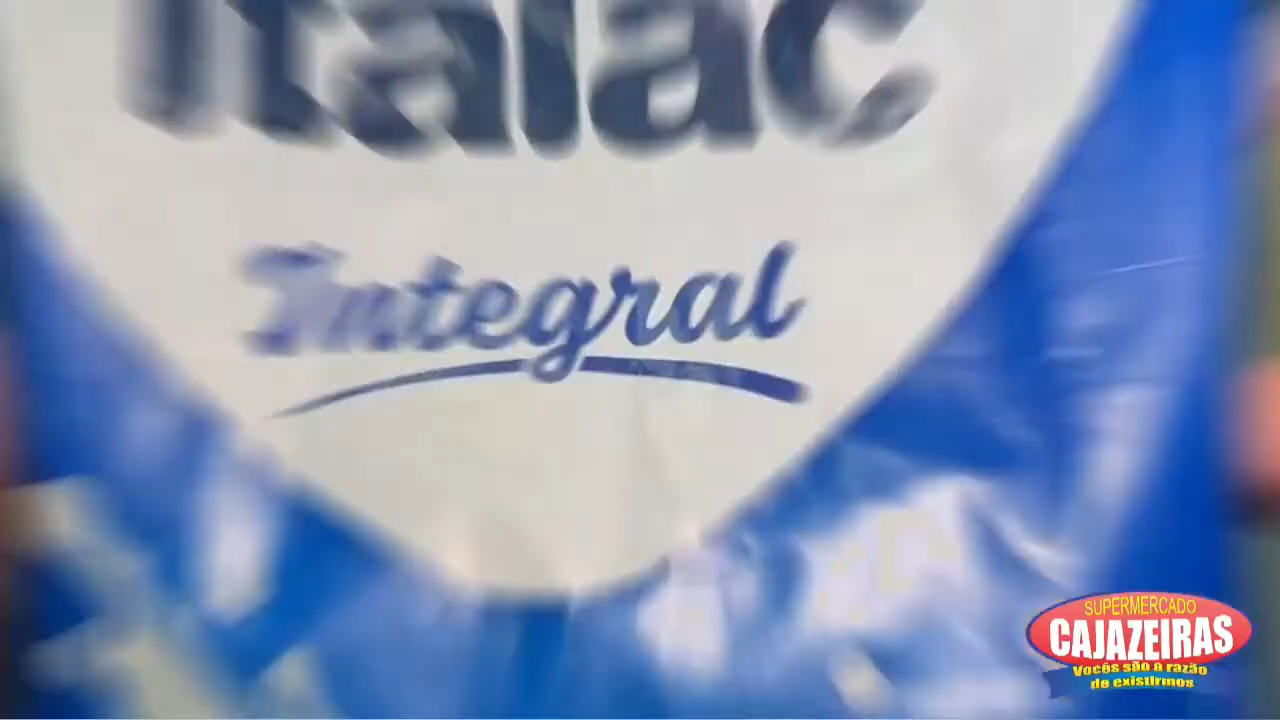 Italac
Integral
SUPERMERCADO
CAJAZEIRAS
Vocês são a razão
de existirmos